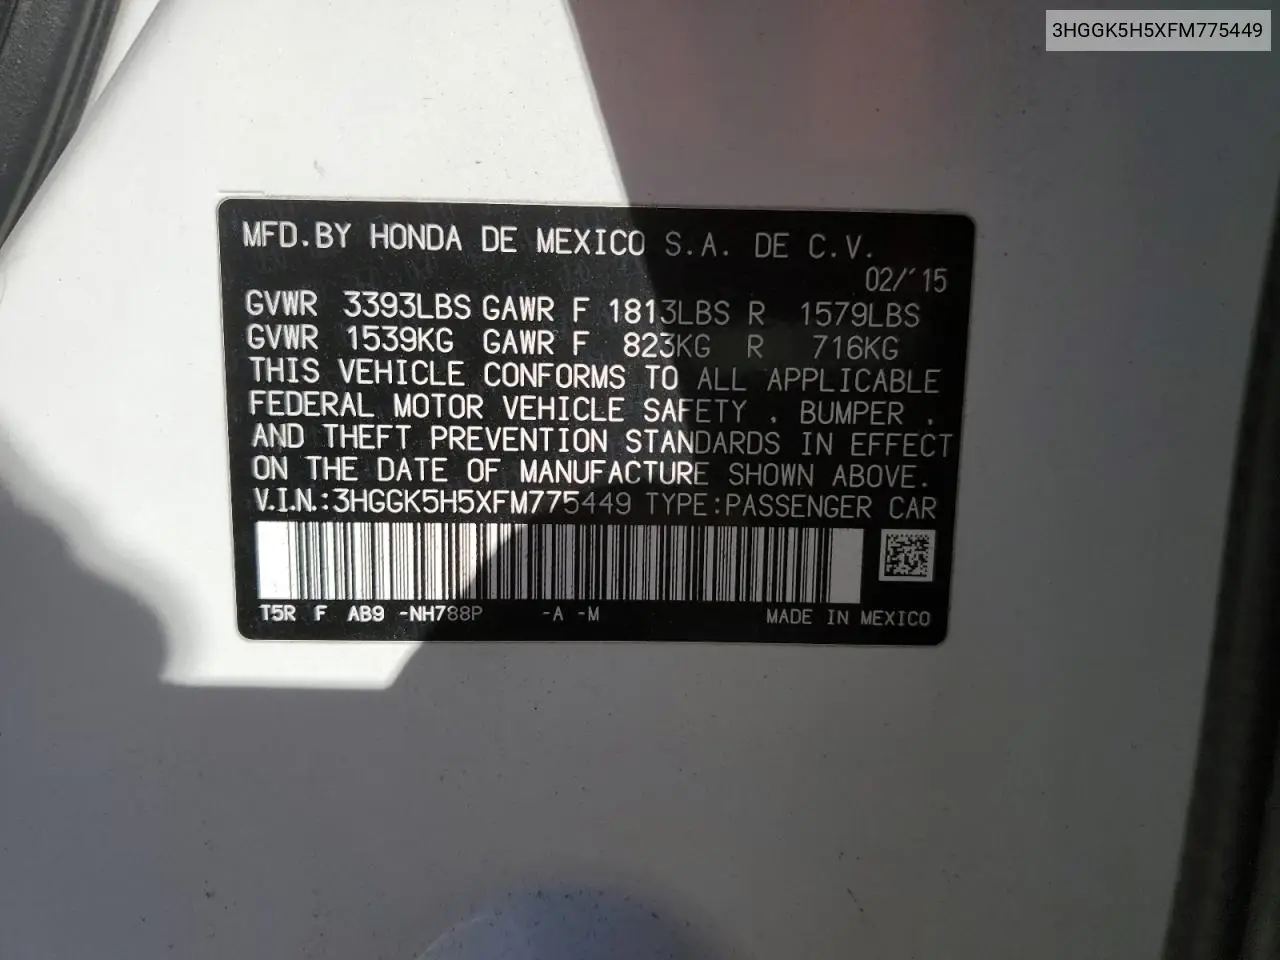 3HGGK5H5XFM775449
MFD.BY HONDA DE MEXICO S.A. DE C.V.
02/'15
GVWR 3393LBS GAWR F 1813LBS R 1579LBS
GVWR 1539KG GAWR F 823KG R 716KG
THIS VEHICLE CONFORMS TO ALL APPLICABLE
FEDERAL MOTOR VEHICLE SAFETY , BUMPER ,
AND THEFT PREVENTION STANDARDS IN EFFECT
ON THE DATE OF MANUFACTURE SHOWN ABOVE.
V.I.N.:3HGGK5H5XFM775449 TYPE:PASSENGER CAR
T5R F AB9 -NH788P -A -M MADE IN MEXICO